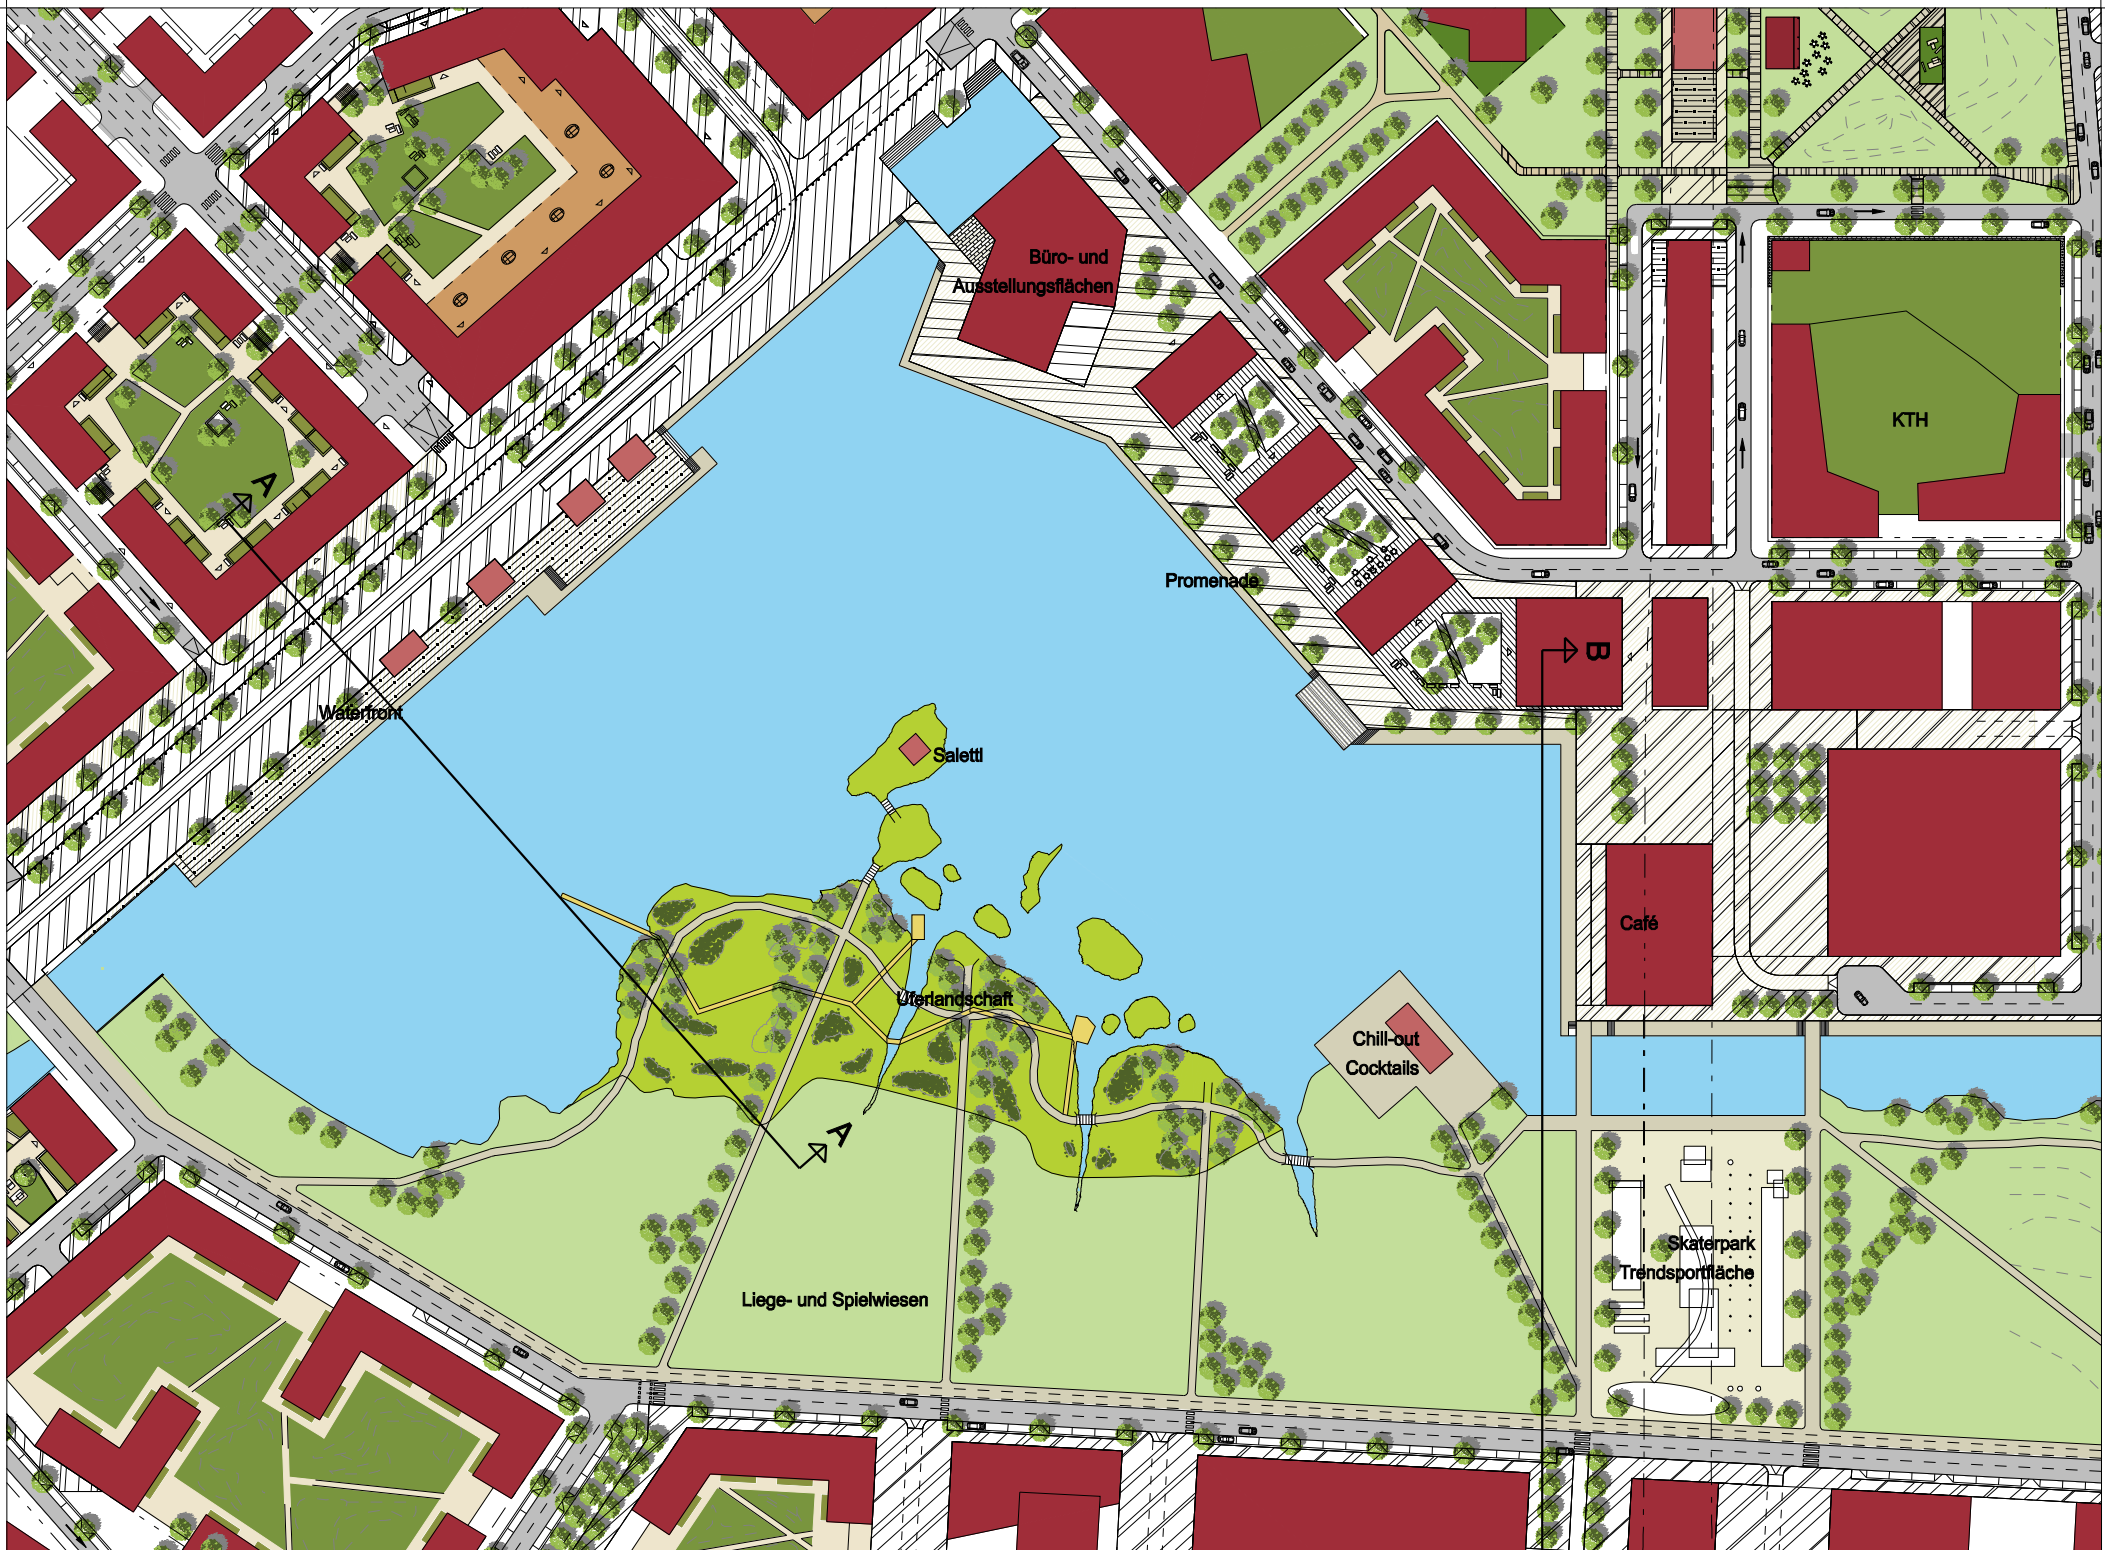 Büro- und
Ausstellungsflächen
KTH
A
Promenade
B
Waterfront
Salettl
Café
Uferlandschaft
Chill-out
Cocktails
A
Skaterpark
Trendsportfläche
Liege- und Spielwiesen